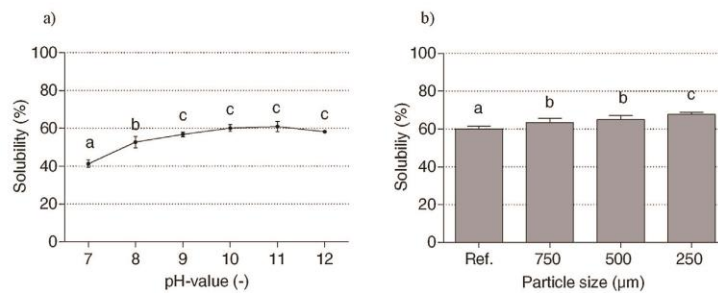 a)
100
80
60
40
20
0
Solubility (%)
a
b
c
c
c
c
7 8 9 10 11 12
pH-value (-)
b)
100
80
60
40
20
0
Solubiliy (%)
a
b
b
c
Ref. 750 500 250
Particle size (µm)